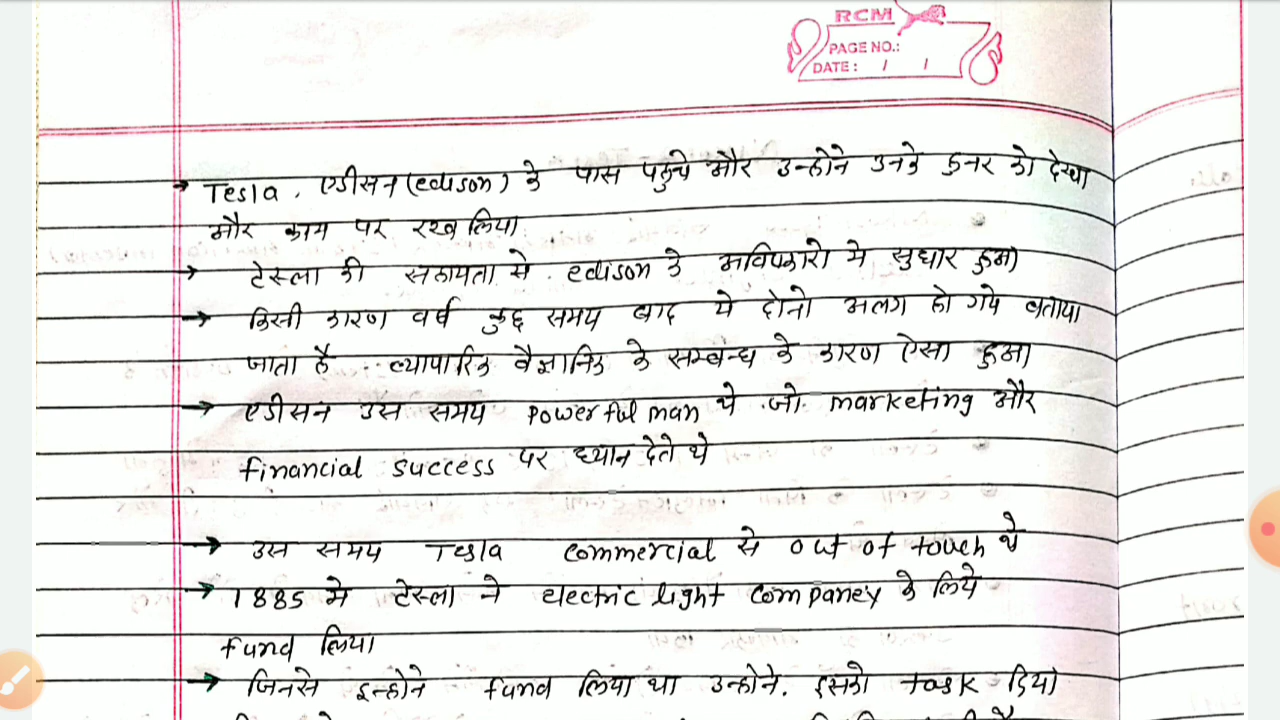 RCM
PAGE NO.:
DATE: / /
Tesla. एडीसन (edison) के पास पहुचे और उन्होने उनके हुनर को देखा
और काम पर रख लिया
टेस्ला की सहायता से edison के अविष्कारो मे सुधार हुआ
किसी कारण वर्ष कुछ समय बाद ये दोनो अलग हो गये बताया
जाता है व्यापारिक वैज्ञानिक के सम्बन्ध के कारण ऐसा हुआ
एडीसन उस समय powerful man थे जो marketing और
financial success पर ध्यान देते थे
उस समय Tesla commercial से out of touch थे
1885 मे टेस्ला ने electric light companey के लिये
fund लिया
जिनसे इन्होने fund लिया था उन्होने. इसको task दिया